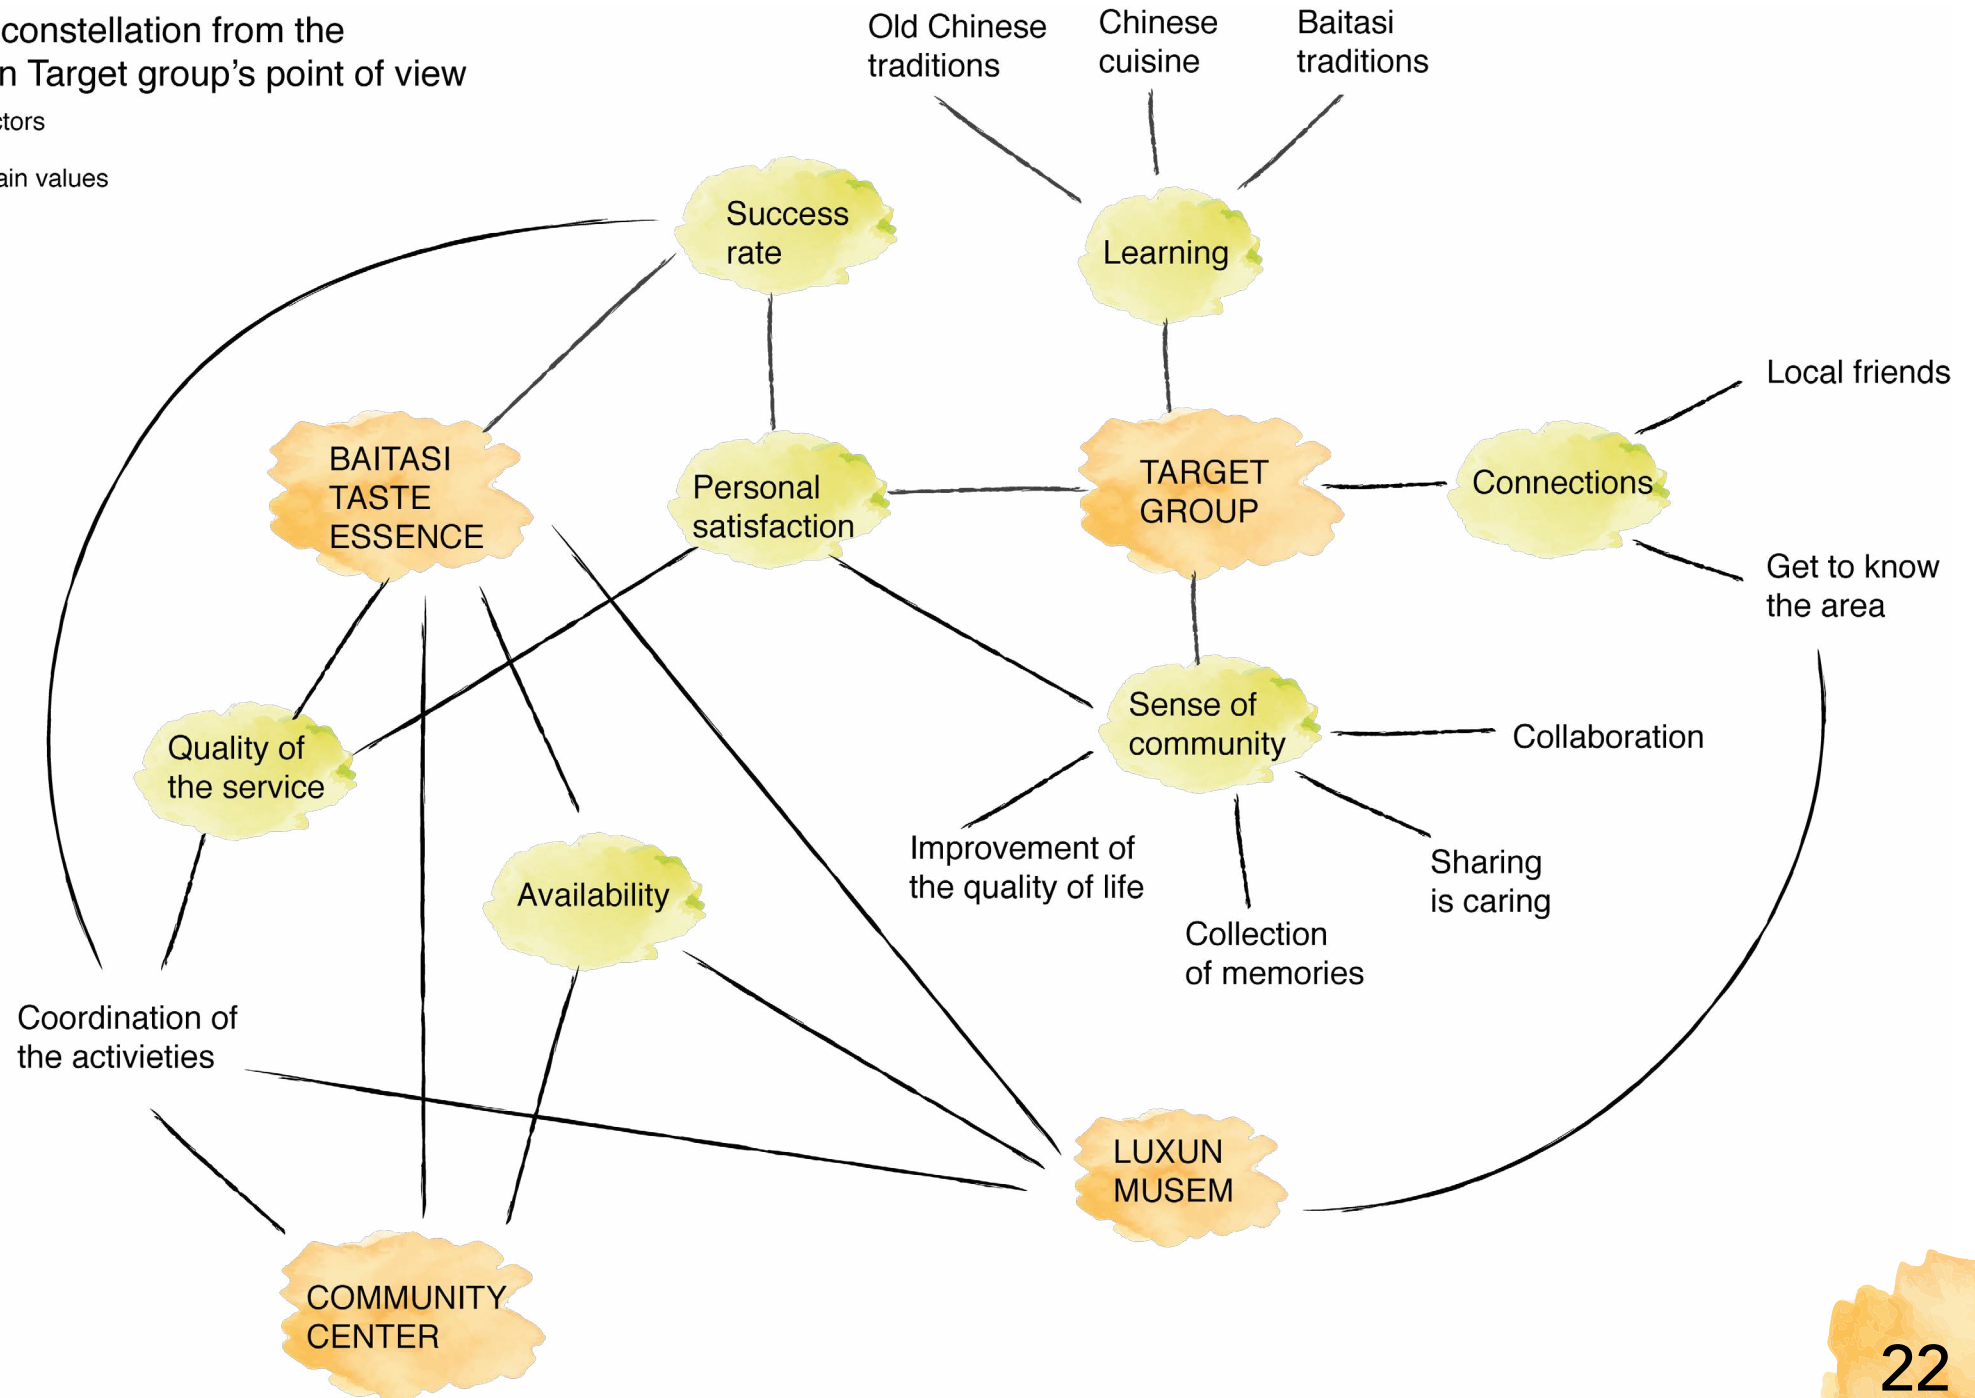 constellation from the
n Target group's point of view
ctors
ain values
Old Chinese
traditions
Chinese
cuisine
Baitasi
traditions
Success
rate
Learning
Local friends
BAITASI
TASTE
ESSENCE
Personal
satisfaction
TARGET
GROUP
Connections
Get to know
the area
Quality of
the service
Sense of
community
Collaboration
Improvement of
the quality of life
Sharing
is caring
Availability
Collection
of memories
Coordination of
the activieties
LUXUN
MUSEM
COMMUNITY
CENTER
22